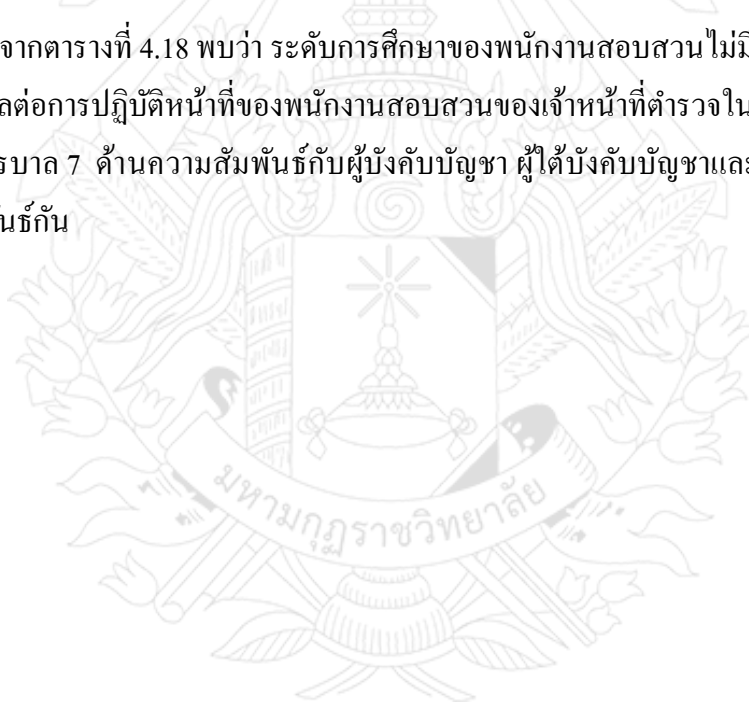 จากตารางที่ 4.18 พบว่า ระดับการศึกษาของพนักงานสอบสวนไม่มี
ลต่อการปฏิบัติหน้าที่ของพนักงานสอบสวนของเจ้าหน้าที่ตำรวจใน
รบาล 7 ด้านความสัมพันธ์กับผู้บังคับบัญชา ผู้ใต้บังคับบัญชาและ
นธ์กัน
มหามกุฏราชวิทยาลัย